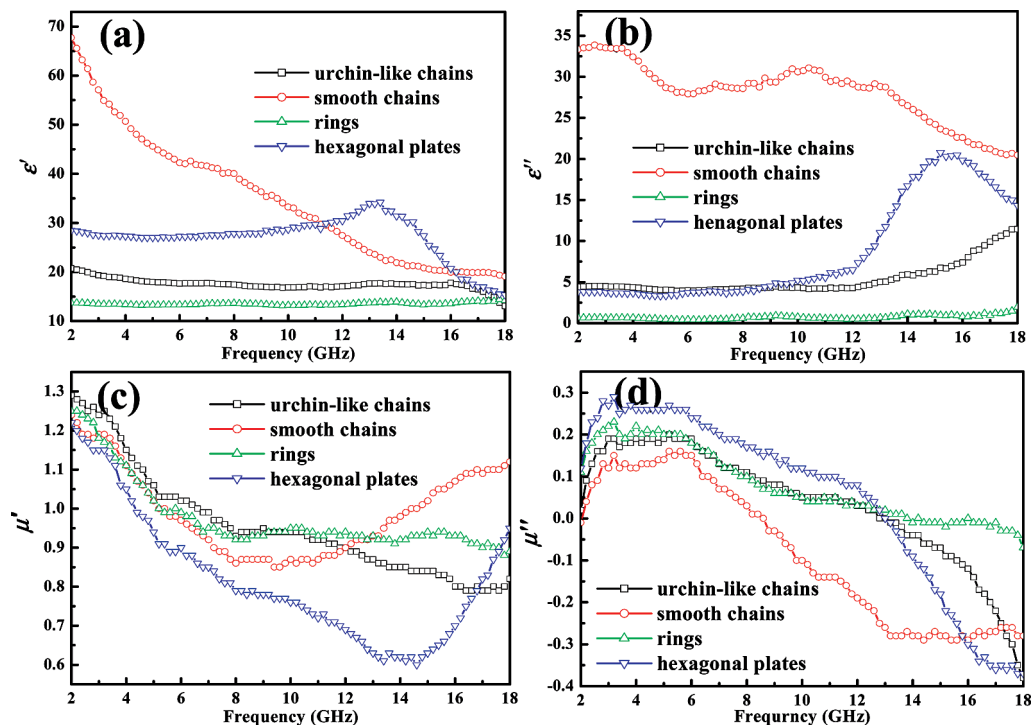 (a)
urchin-like chains
smooth chains
rings
hexagonal plates
ε'
70
60
50
40
30
20
10
2 4 6 8 10 12 14 16 18
Frequency (GHz)
(b)
urchin-like chains
smooth chains
rings
henagonal plates
ε''
35
30
25
20
15
10
5
0
2 4 6 8 10 12 14 16 18
Frequency (GHz)
(c)
urchin-like chains
smooth chains
rings
hexagonal plates
μ'
1.3
1.2
1.1
1.0
0.9
0.8
0.7
0.6
2 4 6 8 10 12 14 16 18
Frequency (GHz)
(d)
urchin-like chains
smooth chains
rings
hexagonal plates
μ''
0.3
0.2
0.1
0.0
-0.1
-0.2
-0.3
-0.4
2 4 6 8 10 12 14 16 18
Frequrncy (GHz)